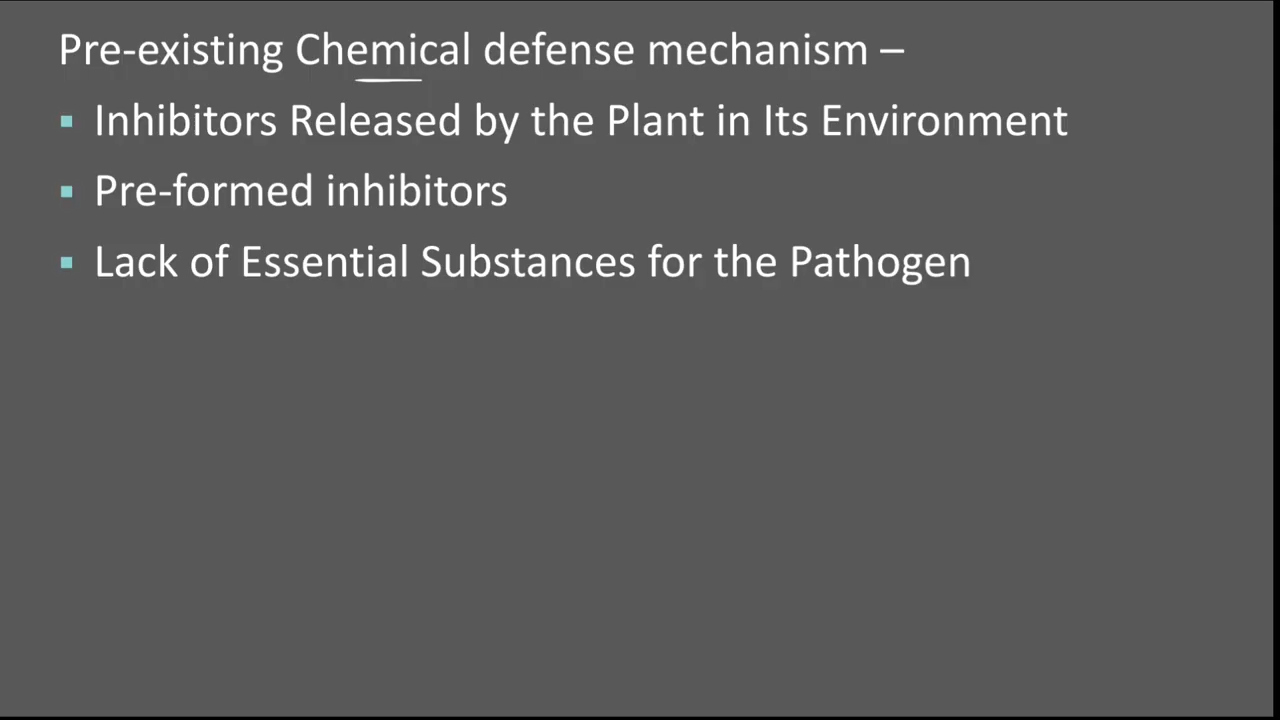 Pre-existing Chemical defense mechanism –
▪ Inhibitors Released by the Plant in Its Environment
▪ Pre-formed inhibitors
▪ Lack of Essential Substances for the Pathogen